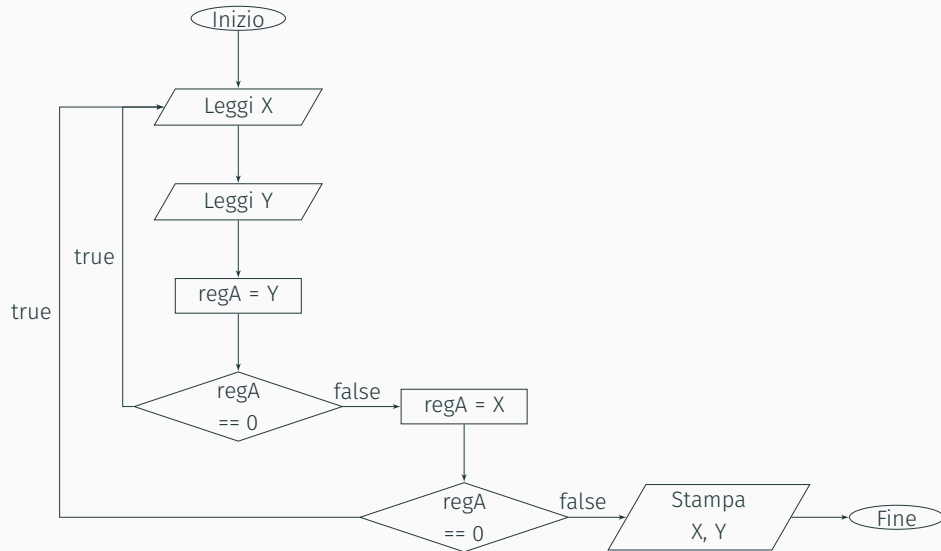 Inizio
Leggi X
Leggi Y
true
regA = Y
true
regA
== 0
false
regA = X
regA
== 0
false
Stampa
X, Y
Fine